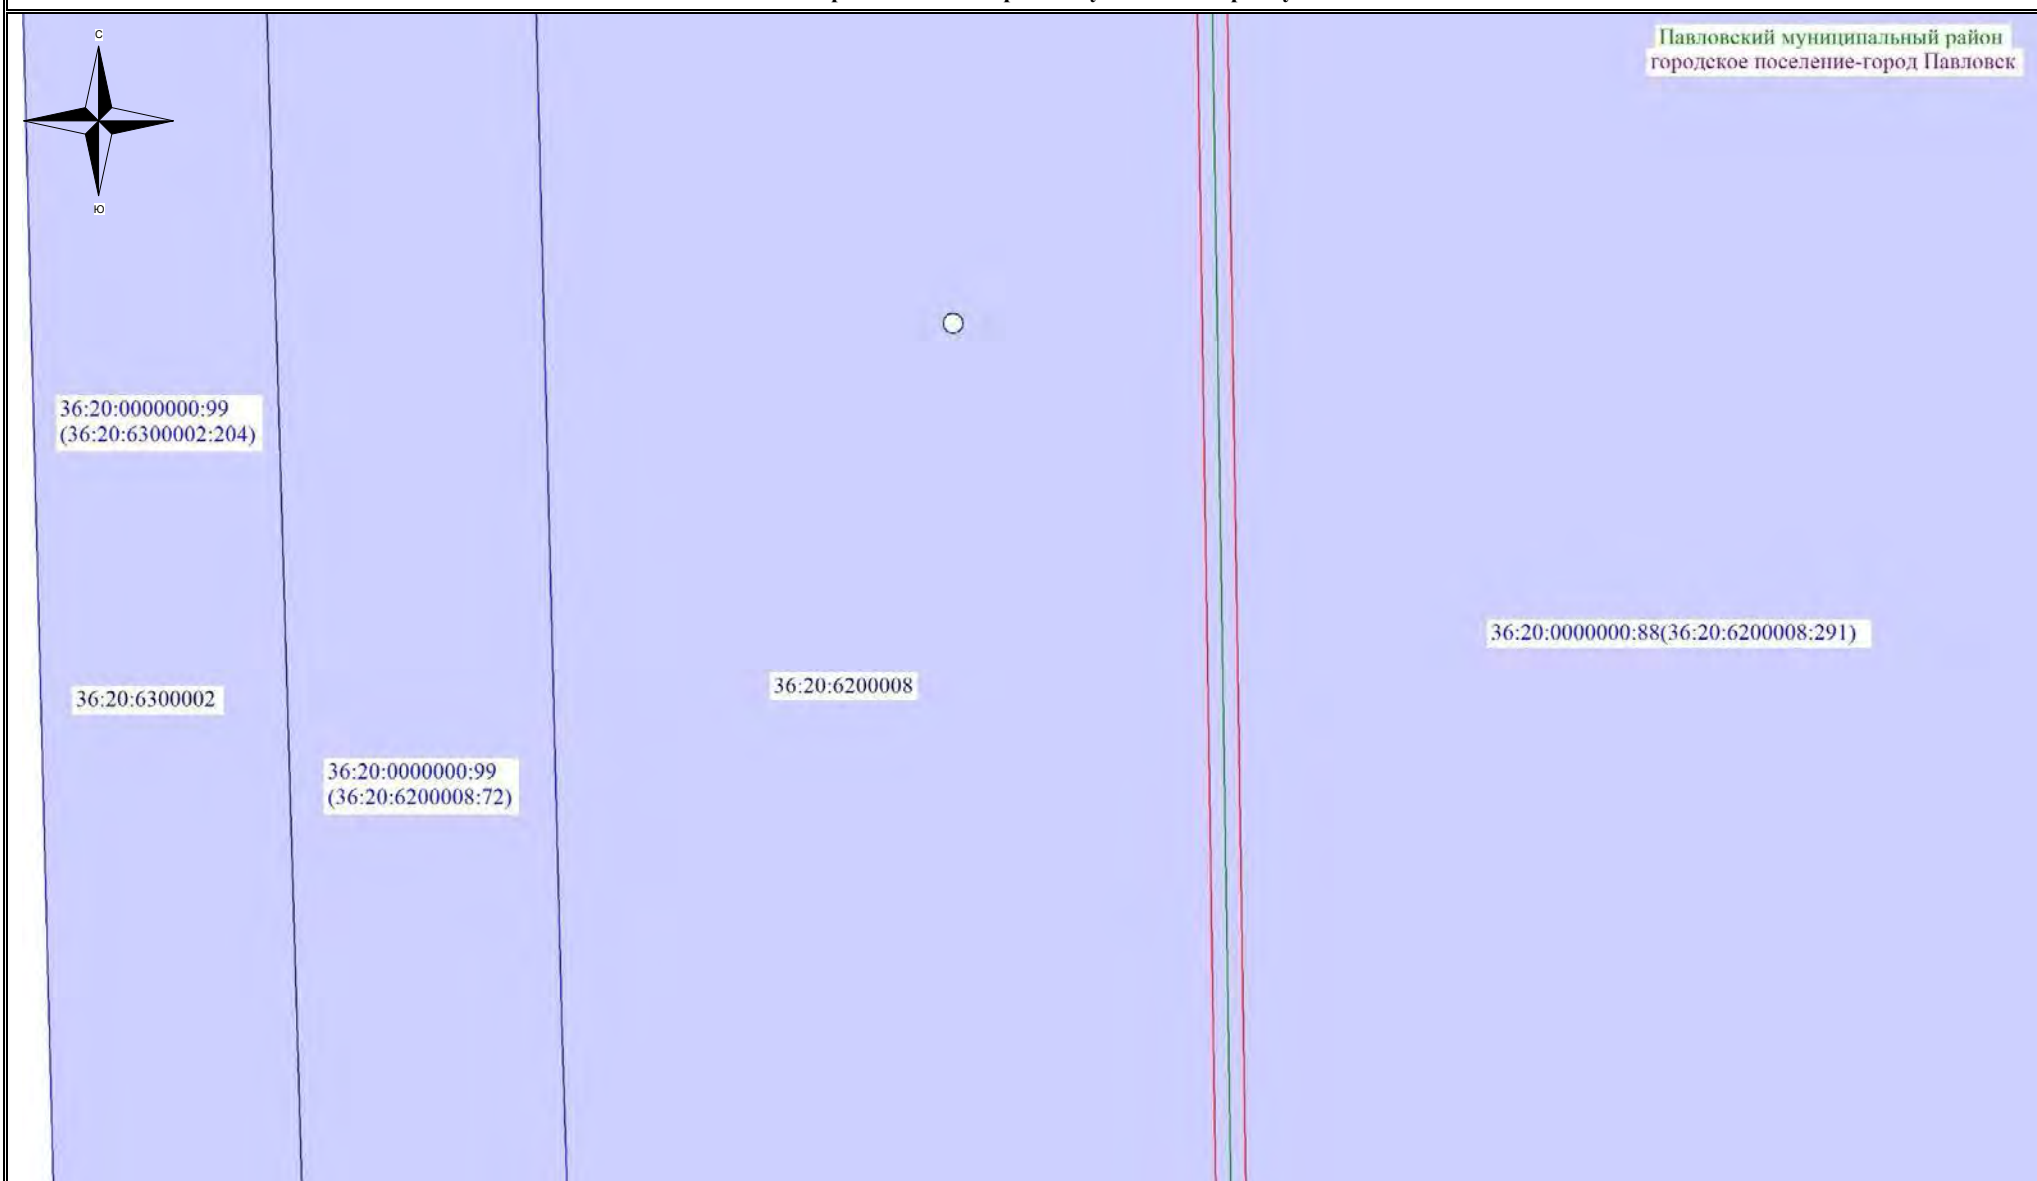 С
Ю
Павловский муниципальный район
городское поселение-город Павловск
36:20:0000000:99
(36:20:6300002:204)
36:20:0000000:88(36:20:6200008:291)
36:20:6200008
36:20:6300002
36:20:0000000:99
(36:20:6200008:72)